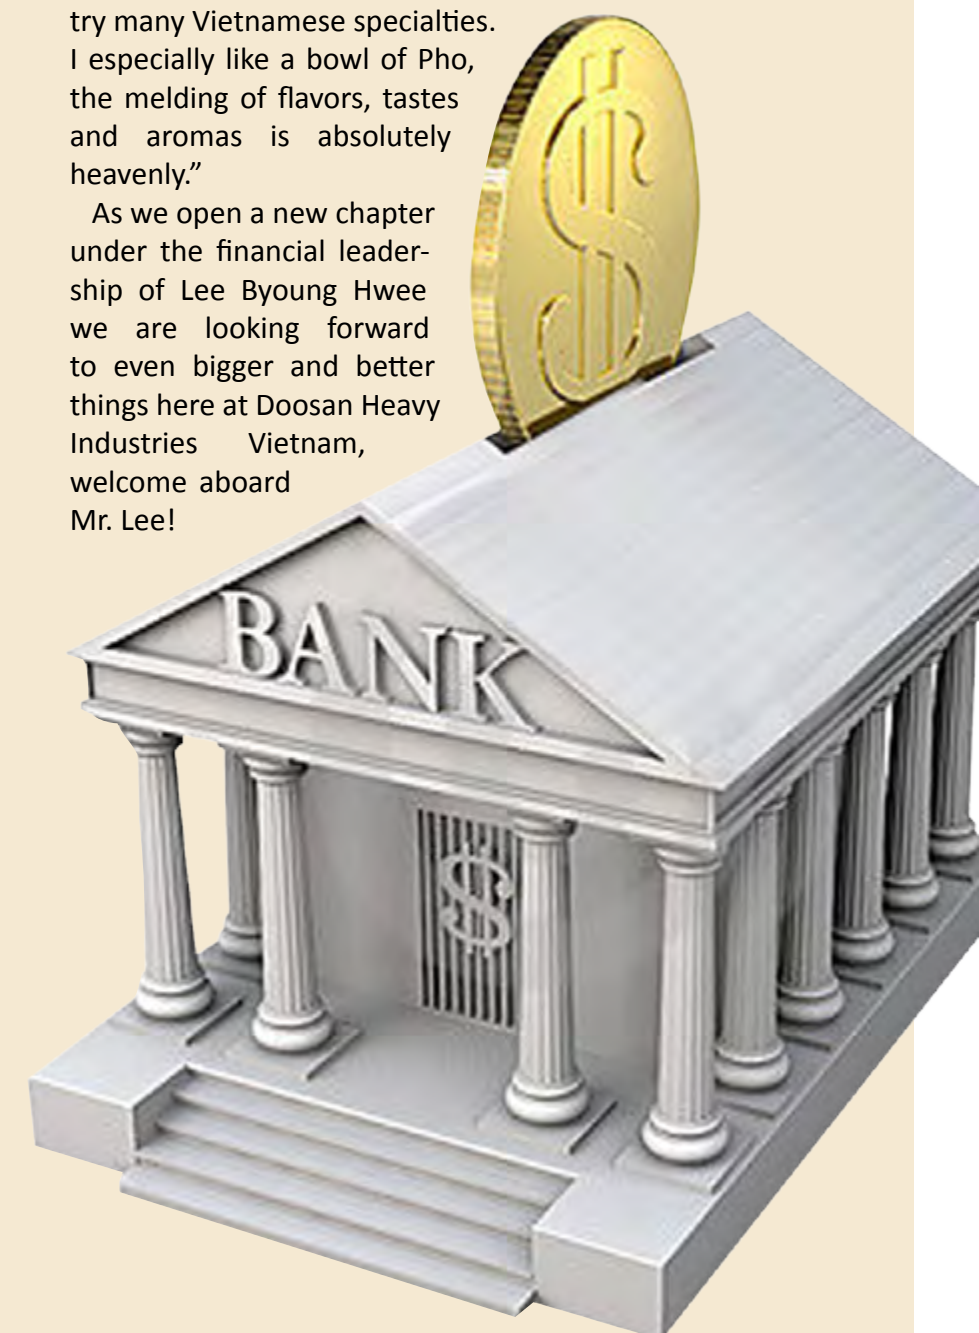 try many Vietnamese specialties.
I especially like a bowl of Pho,
the melding of flavors, tastes
and aromas is absolutely
heavenly.”
As we open a new chapter
under the financial leader-
ship of Lee Byoung Hwee
we are looking forward
to even bigger and better
things here at Doosan Heavy
Industries Vietnam,
welcome aboard
Mr. Lee!
$
BANK
$